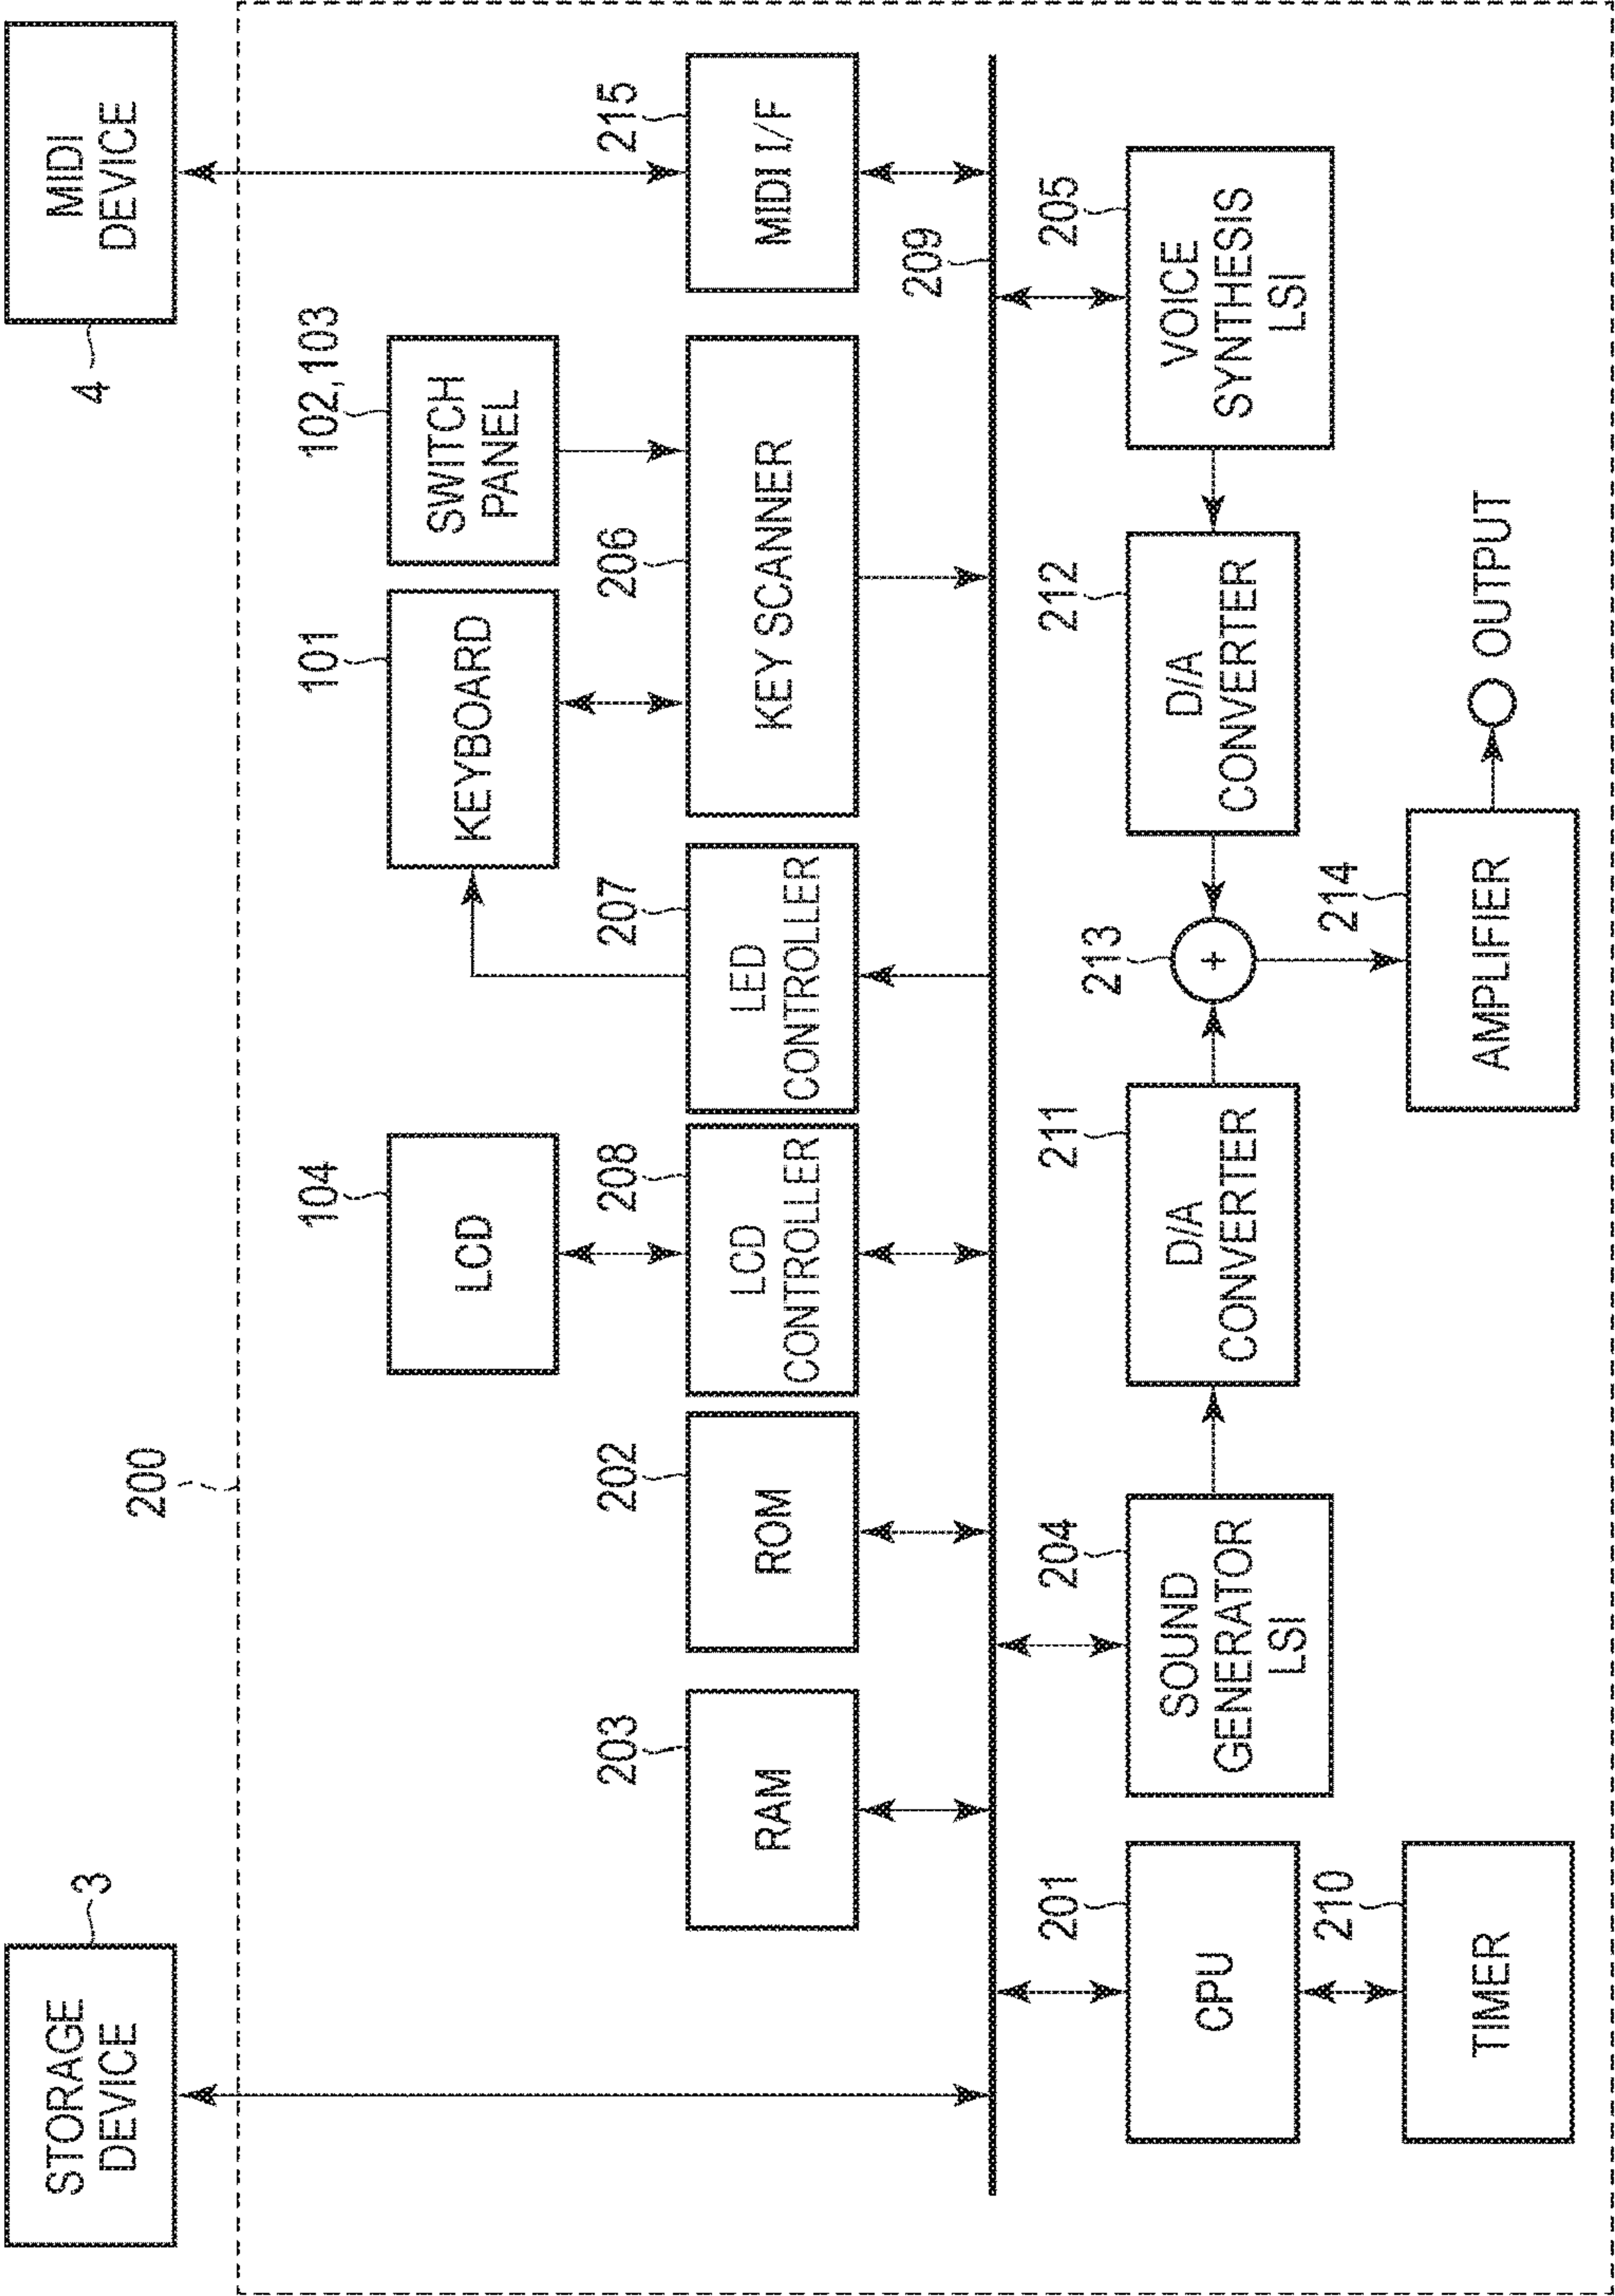 STORAGE
DEVICE
3
MIDI
DEVICE
4
200
104
LCD
101
KEYBOARD
102,103
SWITCH
PANEL
203
RAM
202
ROM
208
LCD
CONTROLLER
207
LED
CONTROLLER
206
KEY SCANNER
215
MIDI I/F
209
201
CPU
204
SOUND
GENERATOR
LSI
211
D/A
CONVERTER
213
+
212
D/A
CONVERTER
205
VOICE
SYNTHESIS
LSI
210
TIMER
214
AMPLIFIER
OUTPUT